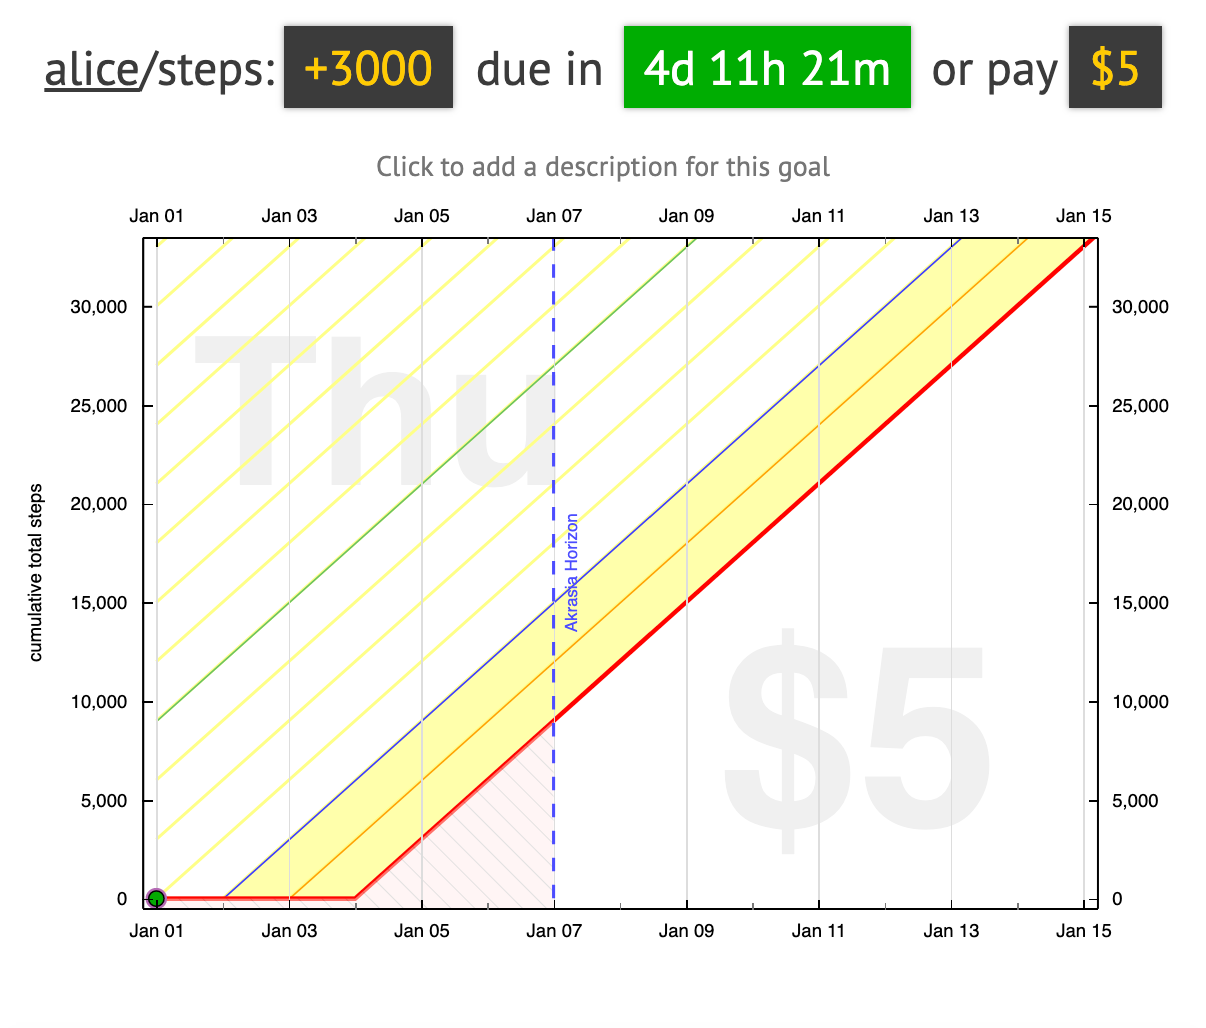 alice/steps: +3000 due in 4d 11h 21m or pay $5
Click to add a description for this goal
Jan 01 Jan 03 Jan 05 Jan 07 Jan 09 Jan 11 Jan 13 Jan 15
30,000 30,000
Thu
25,000 25,000
20,000 20,000
cumulative total steps
Akrasia Horizon
15,000 15,000
$5
10,000 10,000
5,000 5,000
0 0
Jan 01 Jan 03 Jan 05 Jan 07 Jan 09 Jan 11 Jan 13 Jan 15